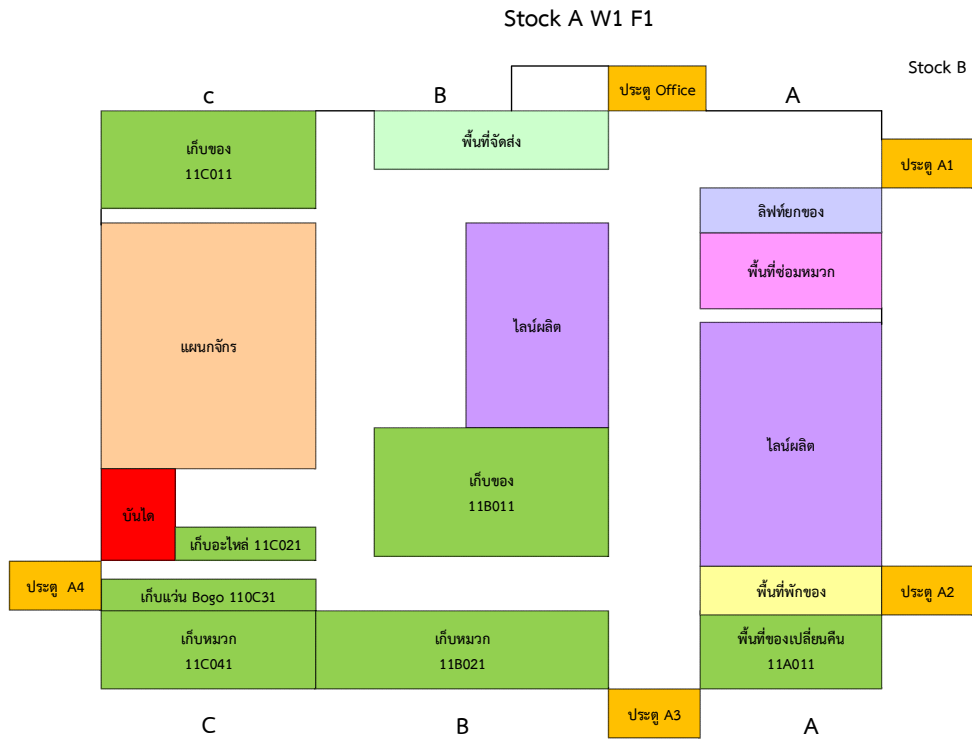 Stock A W1 F1
Stock B
c
B
ประตู Office
A
เก็บของ
11C011
พื้นที่จัดส่ง
ประตู A1
ลิฟท์ยกของ
พื้นที่ซ่อมหมวก
แผนกจักร
ไลน์ผลิต
ไลน์ผลิต
เก็บของ
11B011
บันได
เก็บอะไหล่ 11C021
ประตู A4
เก็บแว่น Bogo 110C31
พื้นที่พักของ
ประตู A2
เก็บหมวก
11C041
เก็บหมวก
11B021
พื้นที่ของเปลี่ยนคืน
11A011
ประตู A3
C
B
A